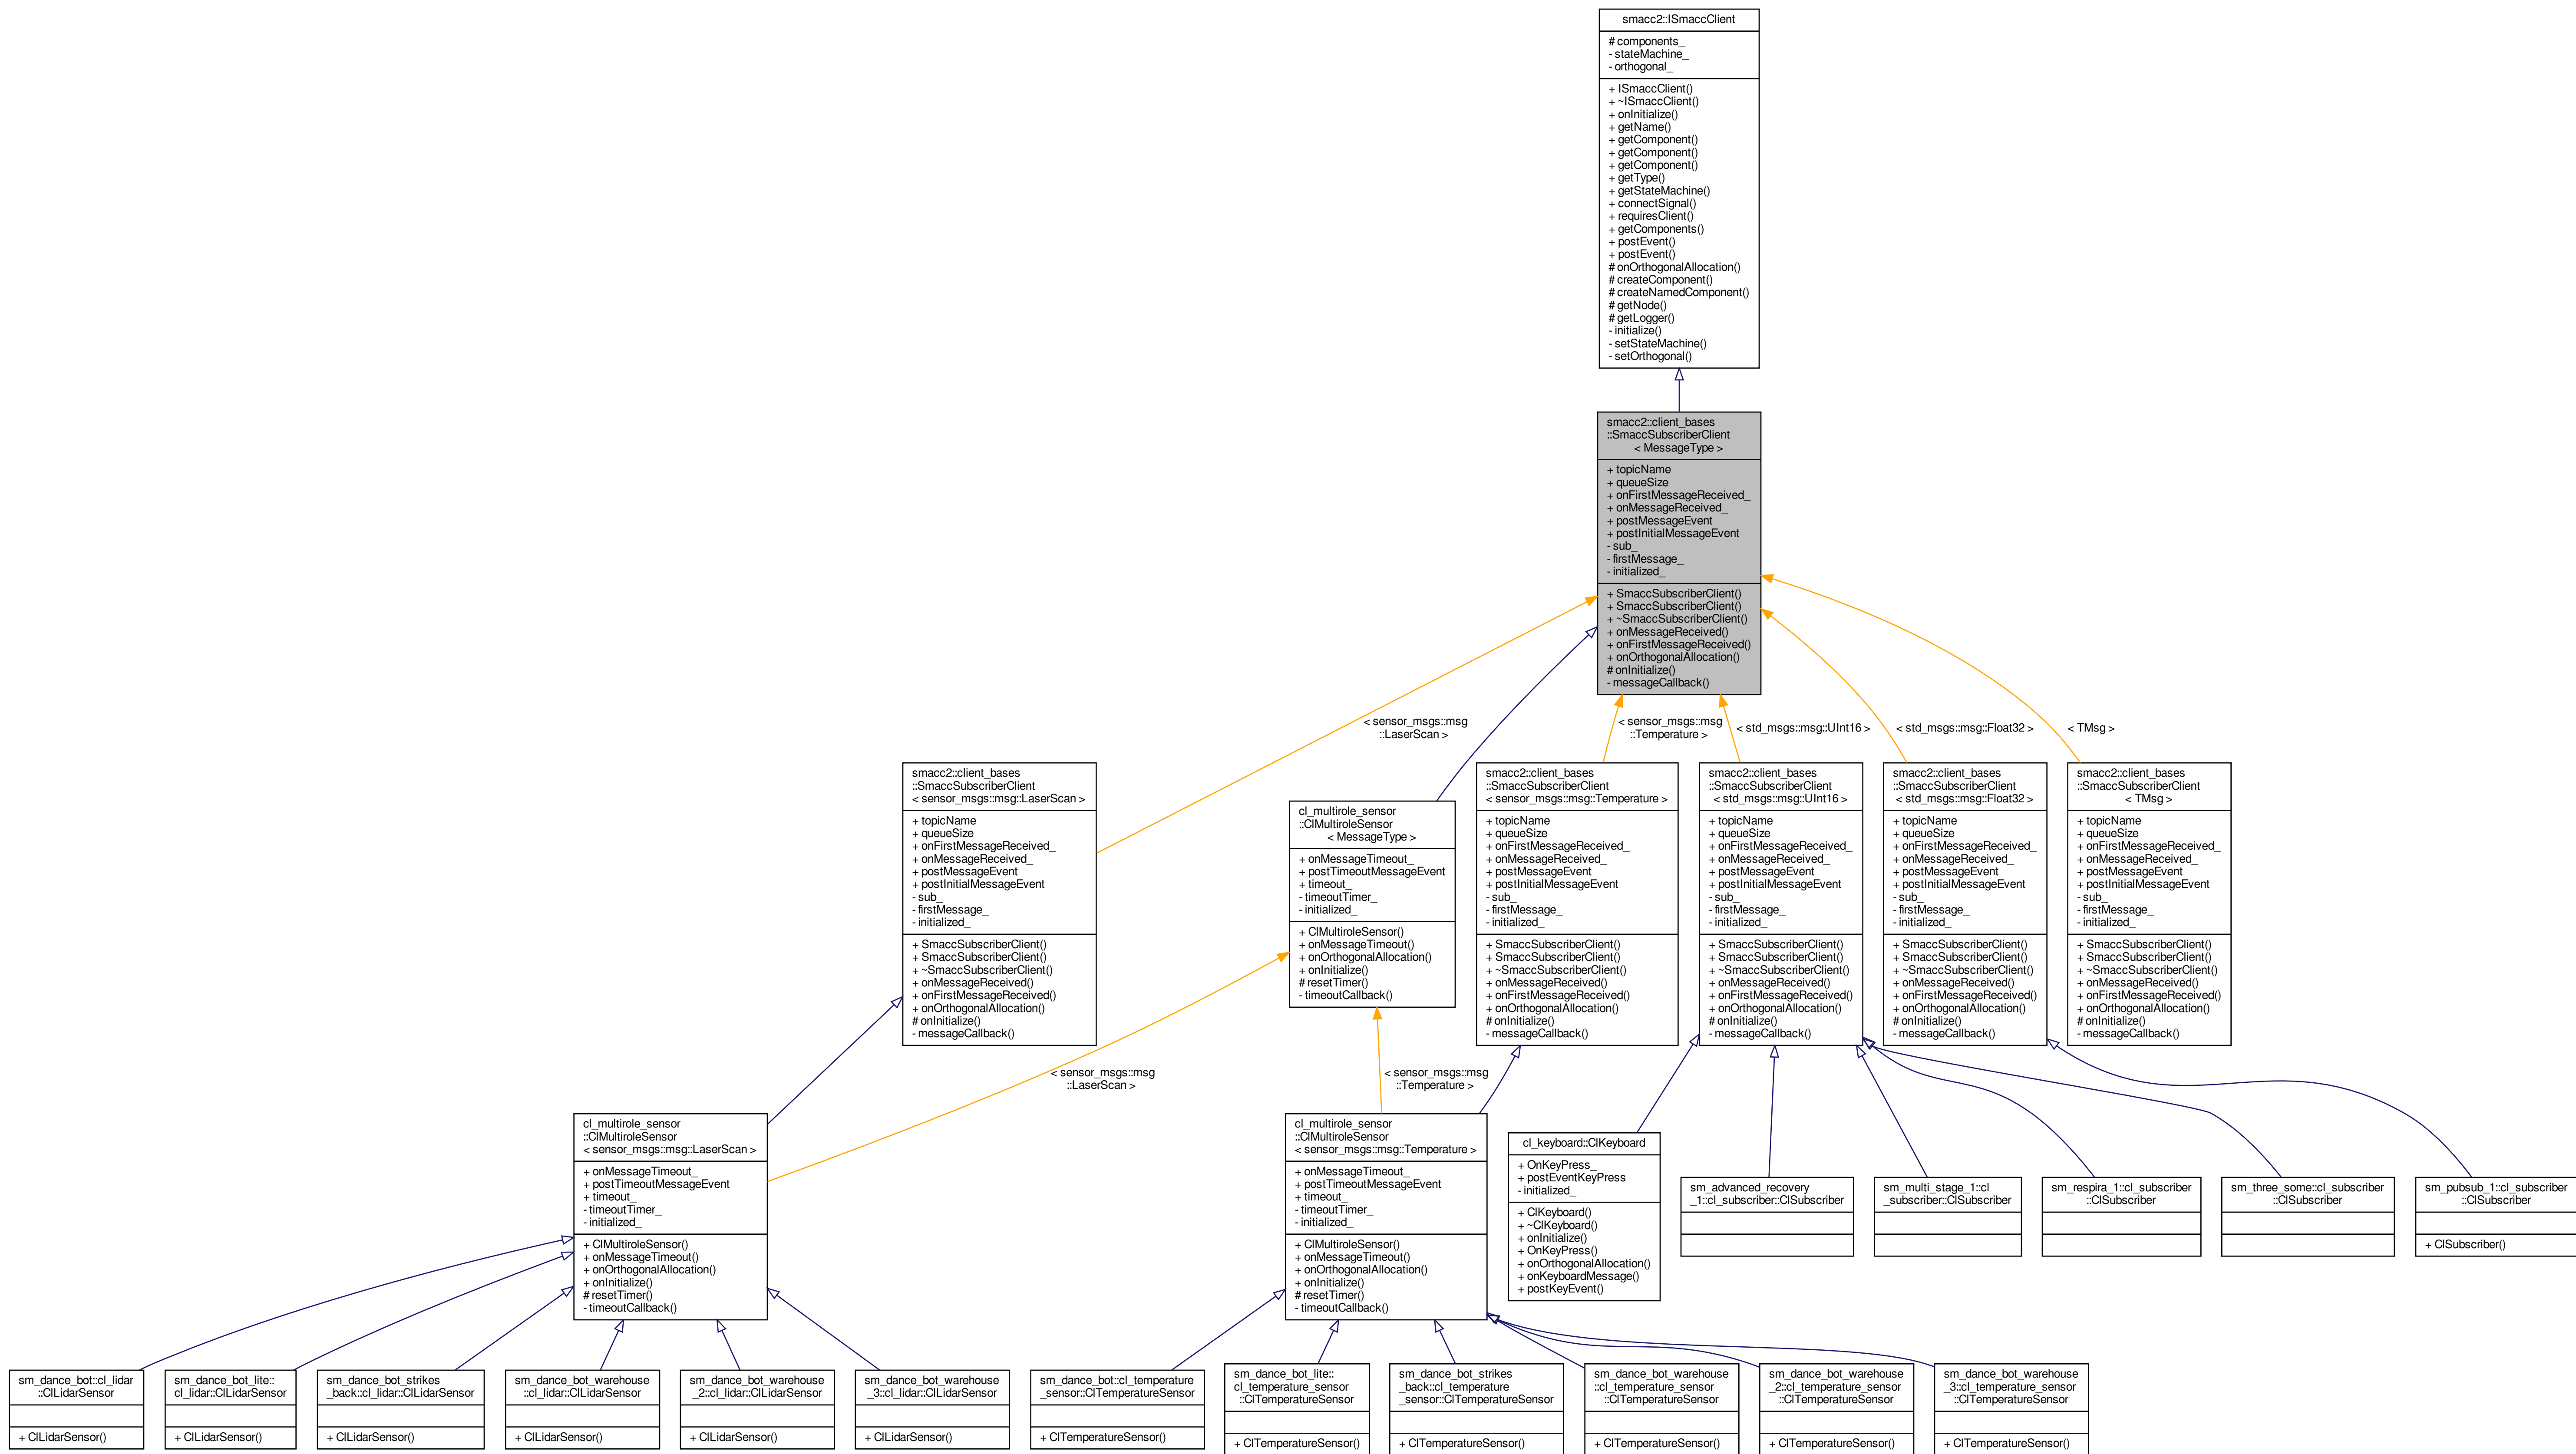 smacc2::ISmaccClient
# components_
- stateMachine_
- orthogonal_
+ ISmaccClient()
+ ~ISmaccClient()
+ onInitialize()
+ getName()
+ getComponent()
+ getComponent()
+ getComponent()
+ getType()
+ getStateMachine()
+ connectSignal()
+ requiresClient()
+ getComponents()
+ postEvent()
+ postEvent()
# onOrthogonalAllocation()
# createComponent()
# createNamedComponent()
# getNode()
# getLogger()
- initialize()
- setStateMachine()
- setOrthogonal()
smacc2::client_bases
::SmaccSubscriberClient
< MessageType >
+ topicName
+ queueSize
+ onFirstMessageReceived_
+ onMessageReceived_
+ postMessageEvent
+ postInitialMessageEvent
- sub_
- firstMessage_
- initialized_
+ SmaccSubscriberClient()
+ SmaccSubscriberClient()
+ ~SmaccSubscriberClient()
+ onMessageReceived()
+ onFirstMessageReceived()
+ onOrthogonalAllocation()
# onInitialize()
- messageCallback()
< sensor_msgs::msg
::LaserScan >
< sensor_msgs::msg
::Temperature >
< std_msgs::msg::UInt16 >
< std_msgs::msg::Float32 >
< TMsg >
smacc2::client_bases
::SmaccSubscriberClient
< sensor_msgs::msg::LaserScan >
+ topicName
+ queueSize
+ onFirstMessageReceived_
+ onMessageReceived_
+ postMessageEvent
+ postInitialMessageEvent
- sub_
- firstMessage_
- initialized_
+ SmaccSubscriberClient()
+ SmaccSubscriberClient()
+ ~SmaccSubscriberClient()
+ onMessageReceived()
+ onFirstMessageReceived()
+ onOrthogonalAllocation()
# onInitialize()
- messageCallback()
cl_multirole_sensor
::ClMultiroleSensor
< MessageType >
+ onMessageTimeout_
+ postTimeoutMessageEvent
+ timeout_
- timeoutTimer_
- initialized_
+ ClMultiroleSensor()
+ onMessageTimeout()
+ onOrthogonalAllocation()
+ onInitialize()
# resetTimer()
- timeoutCallback()
smacc2::client_bases
::SmaccSubscriberClient
< sensor_msgs::msg::Temperature >
+ topicName
+ queueSize
+ onFirstMessageReceived_
+ onMessageReceived_
+ postMessageEvent
+ postInitialMessageEvent
- sub_
- firstMessage_
- initialized_
+ SmaccSubscriberClient()
+ SmaccSubscriberClient()
+ ~SmaccSubscriberClient()
+ onMessageReceived()
+ onFirstMessageReceived()
+ onOrthogonalAllocation()
# onInitialize()
- messageCallback()
smacc2::client_bases
::SmaccSubscriberClient
< std_msgs::msg::UInt16 >
+ topicName
+ queueSize
+ onFirstMessageReceived_
+ onMessageReceived_
+ postMessageEvent
+ postInitialMessageEvent
- sub_
- firstMessage_
- initialized_
+ SmaccSubscriberClient()
+ SmaccSubscriberClient()
+ ~SmaccSubscriberClient()
+ onMessageReceived()
+ onFirstMessageReceived()
+ onOrthogonalAllocation()
# onInitialize()
- messageCallback()
smacc2::client_bases
::SmaccSubscriberClient
< std_msgs::msg::Float32 >
+ topicName
+ queueSize
+ onFirstMessageReceived_
+ onMessageReceived_
+ postMessageEvent
+ postInitialMessageEvent
- sub_
- firstMessage_
- initialized_
+ SmaccSubscriberClient()
+ SmaccSubscriberClient()
+ ~SmaccSubscriberClient()
+ onMessageReceived()
+ onFirstMessageReceived()
+ onOrthogonalAllocation()
# onInitialize()
- messageCallback()
smacc2::client_bases
::SmaccSubscriberClient
< TMsg >
+ topicName
+ queueSize
+ onFirstMessageReceived_
+ onMessageReceived_
+ postMessageEvent
+ postInitialMessageEvent
- sub_
- firstMessage_
- initialized_
+ SmaccSubscriberClient()
+ SmaccSubscriberClient()
+ ~SmaccSubscriberClient()
+ onMessageReceived()
+ onFirstMessageReceived()
+ onOrthogonalAllocation()
# onInitialize()
- messageCallback()
< sensor_msgs::msg
::LaserScan >
< sensor_msgs::msg
::Temperature >
cl_multirole_sensor
::ClMultiroleSensor
< sensor_msgs::msg::LaserScan >
+ onMessageTimeout_
+ postTimeoutMessageEvent
+ timeout_
- timeoutTimer_
- initialized_
+ ClMultiroleSensor()
+ onMessageTimeout()
+ onOrthogonalAllocation()
+ onInitialize()
# resetTimer()
- timeoutCallback()
cl_multirole_sensor
::ClMultiroleSensor
< sensor_msgs::msg::Temperature >
+ onMessageTimeout_
+ postTimeoutMessageEvent
+ timeout_
- timeoutTimer_
- initialized_
+ ClMultiroleSensor()
+ onMessageTimeout()
+ onOrthogonalAllocation()
+ onInitialize()
# resetTimer()
- timeoutCallback()
cl_keyboard::ClKeyboard
+ OnKeyPress_
+ postEventKeyPress
- initialized_
+ ClKeyboard()
+ ~ClKeyboard()
+ onInitialize()
+ OnKeyPress()
+ onOrthogonalAllocation()
+ onKeyboardMessage()
+ postKeyEvent()
sm_advanced_recovery
_1::cl_subscriber::ClSubscriber
sm_multi_stage_1::cl
_subscriber::ClSubscriber
sm_respira_1::cl_subscriber
::ClSubscriber
sm_three_some::cl_subscriber
::ClSubscriber
sm_pubsub_1::cl_subscriber
::ClSubscriber
+ ClSubscriber()
sm_dance_bot::cl_lidar
::ClLidarSensor
+ ClLidarSensor()
sm_dance_bot_lite::
cl_lidar::ClLidarSensor
+ ClLidarSensor()
sm_dance_bot_strikes
_back::cl_lidar::ClLidarSensor
+ ClLidarSensor()
sm_dance_bot_warehouse
::cl_lidar::ClLidarSensor
+ ClLidarSensor()
sm_dance_bot_warehouse
_2::cl_lidar::ClLidarSensor
+ ClLidarSensor()
sm_dance_bot_warehouse
_3::cl_lidar::ClLidarSensor
+ ClLidarSensor()
sm_dance_bot::cl_temperature
_sensor::ClTemperatureSensor
+ ClTemperatureSensor()
sm_dance_bot_lite::
cl_temperature_sensor
::ClTemperatureSensor
+ ClTemperatureSensor()
sm_dance_bot_strikes
_back::cl_temperature
_sensor::ClTemperatureSensor
+ ClTemperatureSensor()
sm_dance_bot_warehouse
::cl_temperature_sensor
::ClTemperatureSensor
+ ClTemperatureSensor()
sm_dance_bot_warehouse
_2::cl_temperature_sensor
::ClTemperatureSensor
+ ClTemperatureSensor()
sm_dance_bot_warehouse
_3::cl_temperature_sensor
::ClTemperatureSensor
+ ClTemperatureSensor()